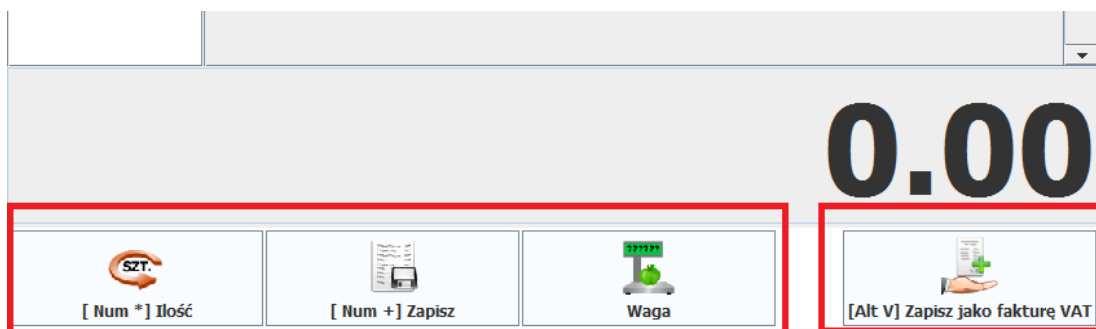 0.00
SZT.
??????
[ Num *] Ilość
[ Num +] Zapisz
Waga
[Alt V] Zapisz jako fakturę VAT